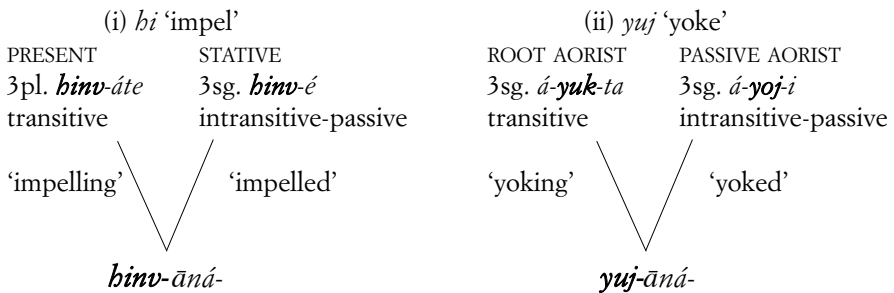 (i) hi ‘impel’ (ii) yuj ‘yoke’
PRESENT STATIVE ROOT AORIST PASSIVE AORIST
3pl. hinv-áte 3sg. hinv-é 3sg. á-yuk-ta 3sg. á-yoj-i
transitive intransitive-passive transitive intransitive-passive
‘impelling’ ‘impelled’ ‘yoking’ ‘yoked’
hinv-āná- yuj-āná-